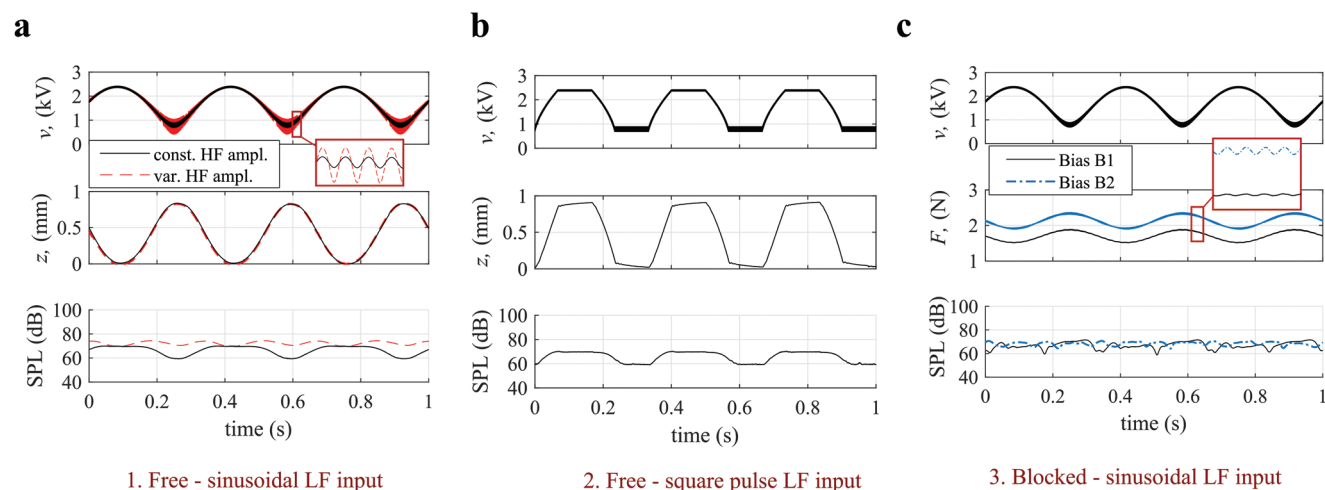 a
3
2
1
0
v, (kV)
const. HF ampl.
var. HF ampl.
1
0.5
0
z, (mm)
100
80
60
40
SPL (dB)
0 0.2 0.4 0.6 0.8 1
time (s)
1. Free - sinusoidal LF input
b
3
2
1
0
v, (kV)
1
0.5
0
z, (mm)
100
80
60
40
SPL (dB)
0 0.2 0.4 0.6 0.8 1
time (s)
2. Free - square pulse LF input
c
3
2
1
0
v, (kV)
Bias B1
Bias B2
3
2
1
F, (N)
100
80
60
40
SPL (dB)
0 0.2 0.4 0.6 0.8 1
time (s)
3. Blocked - sinusoidal LF input